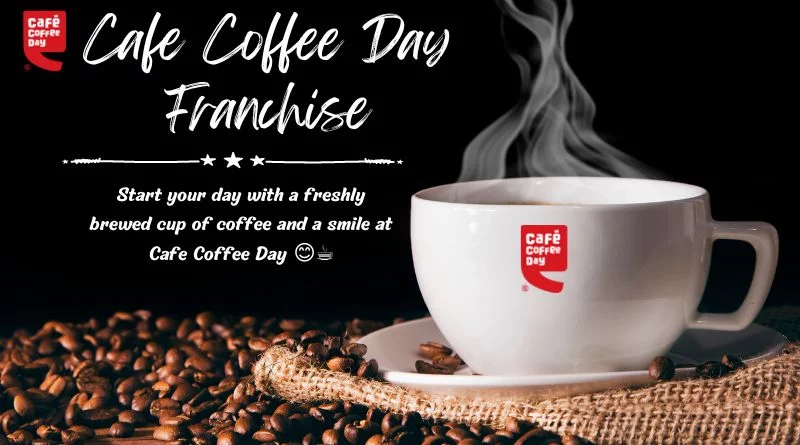 café
coffee
Day
®
Cafe Coffee Day
Franchise
Start your day with a freshly
brewed cup of coffee and a smile at
Cafe Coffee Day 😊☕
café
coffee
Day
®